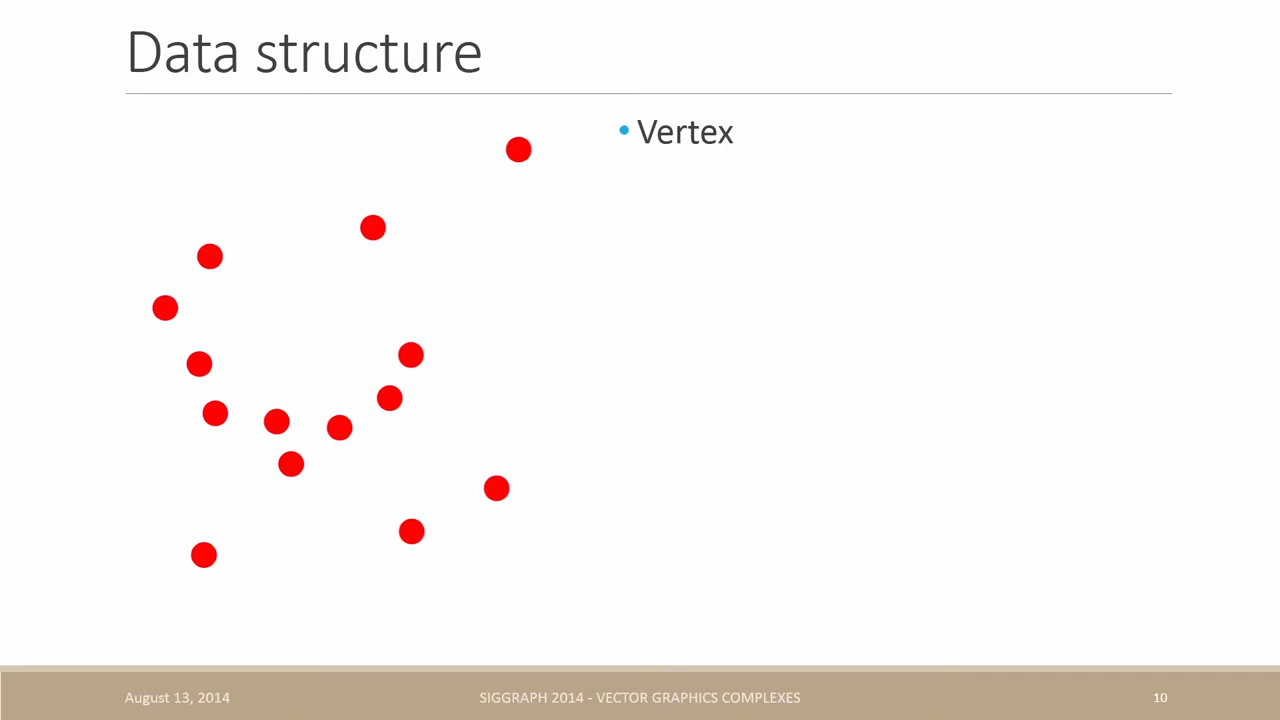 Data structure
• Vertex
August 13, 2014
SIGGRAPH 2014 - VECTOR GRAPHICS COMPLEXES
10